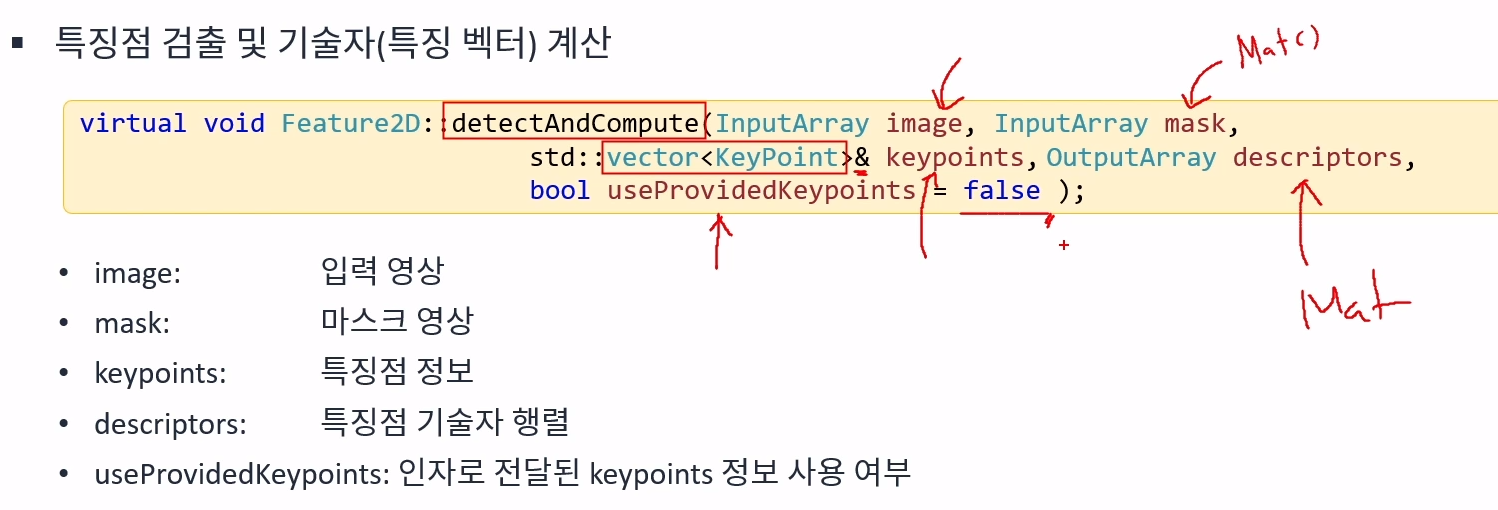 ▪ 특징점 검출 및 기술자(특징 벡터) 계산
Mat()
virtual void Feature2D::detectAndCompute(InputArray image, InputArray mask,
std::vector<KeyPoint>& keypoints, OutputArray descriptors,
bool useProvidedKeypoints = false );
• image: 입력 영상
• mask: 마스크 영상
Mat
• keypoints: 특징점 정보
• descriptors: 특징점 기술자 행렬
• useProvidedKeypoints: 인자로 전달된 keypoints 정보 사용 여부